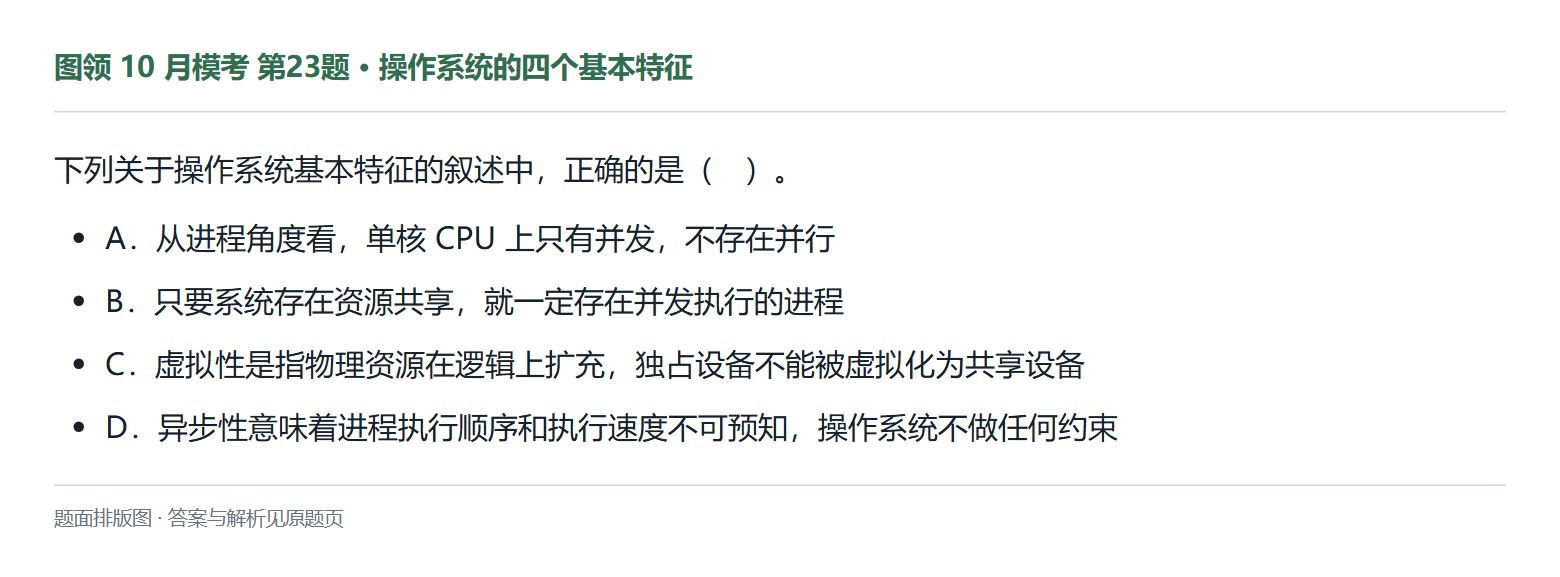 图领 10 月模考 第23题 • 操作系统的四个基本特征
下列关于操作系统基本特征的叙述中，正确的是（　）。
• A．从进程角度看，单核 CPU 上只有并发，不存在并行
• B．只要系统存在资源共享，就一定存在并发执行的进程
• C．虚拟性是指物理资源在逻辑上扩充，独占设备不能被虚拟化为共享设备
• D．异步性意味着进程执行顺序和执行速度不可预知，操作系统不做任何约束
题面排版图 · 答案与解析见原题页